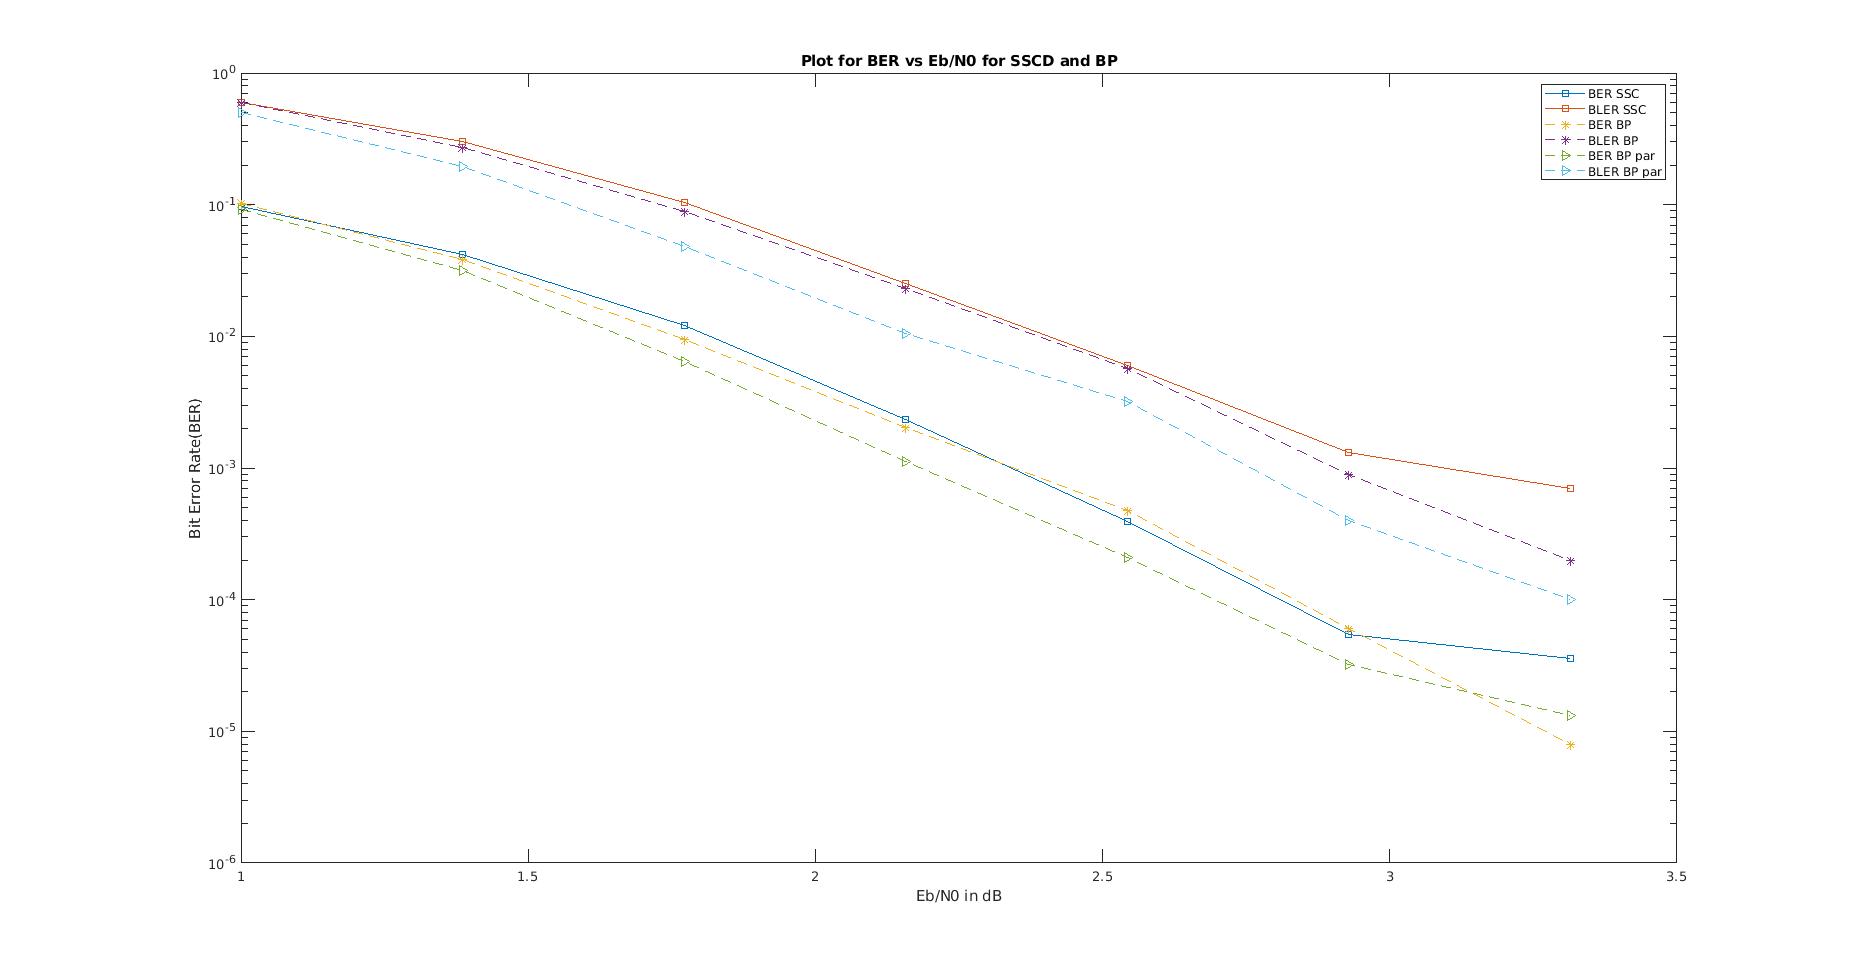 Plot for BER vs Eb/N0 for SSCD and BP
10^0
10^-1
10^-2
10^-3
10^-4
10^-5
10^-6
Bit Error Rate(BER)
BER SSC
BLER SSC
BER BP
BLER BP
BER BP par
BLER BP par
1 1.5 2 2.5 3 3.5
Eb/N0 in dB